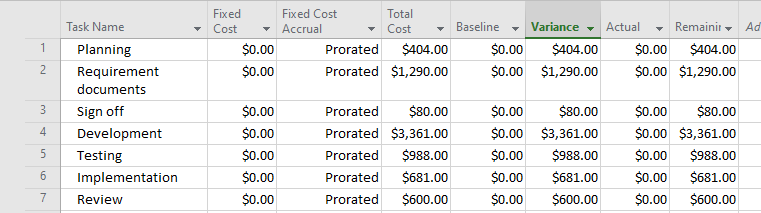 Task Name Fixed Cost Fixed Cost Accrual Total Cost Baseline Variance Actual Remainin Ad
1 Planning $0.00 Prorated $404.00 $0.00 $404.00 $0.00 $404.00
2 Requirement documents $0.00 Prorated $1,290.00 $0.00 $1,290.00 $0.00 $1,290.00
3 Sign off $0.00 Prorated $80.00 $0.00 $80.00 $0.00 $80.00
4 Development $0.00 Prorated $3,361.00 $0.00 $3,361.00 $0.00 $3,361.00
5 Testing $0.00 Prorated $988.00 $0.00 $988.00 $0.00 $988.00
6 Implementation $0.00 Prorated $681.00 $0.00 $681.00 $0.00 $681.00
7 Review $0.00 Prorated $600.00 $0.00 $600.00 $0.00 $600.00